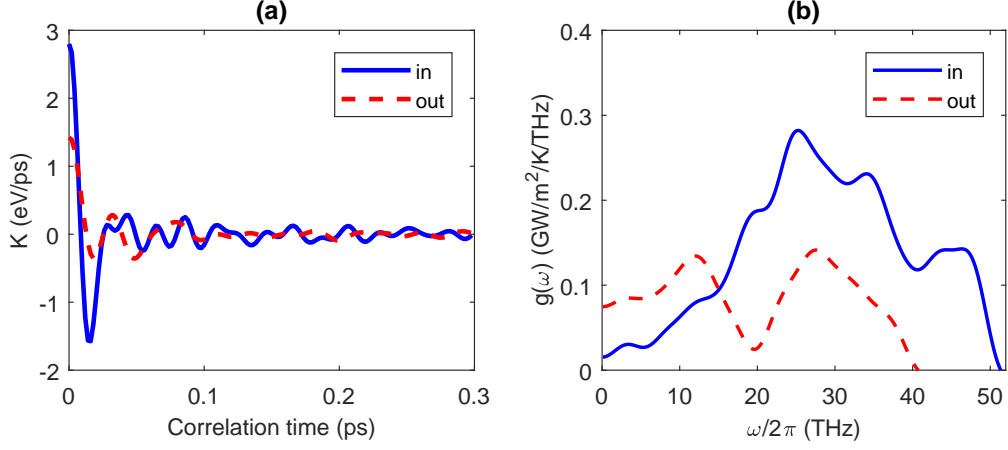 (a)
K (eV/ps)
3
2
1
0
-1
-2
in
out
0
0.1
0.2
0.3
Correlation time (ps)
(b)
g(ω) (GW/m²/K/THz)
0.4
0.3
0.2
0.1
0
in
out
0
10
20
30
40
50
ω/2π (THz)